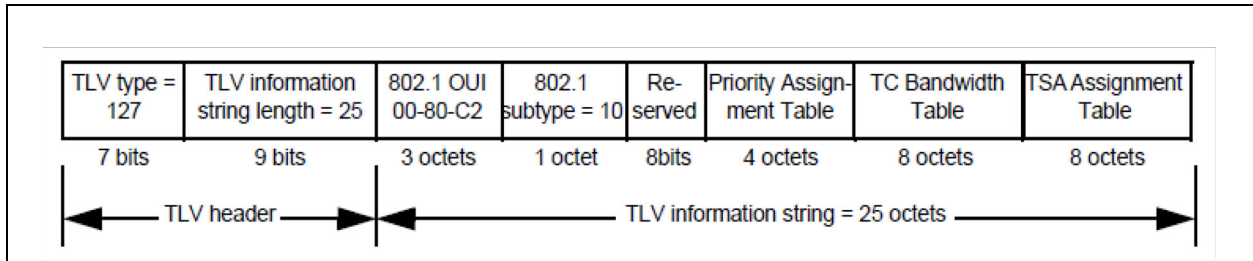 TLV type = 127
TLV information string length = 25
802.1 OUI 00-80-C2
802.1 subtype = 10
Re-served
Priority Assign-ment Table
TC Bandwidth Table
TSA Assignment Table
7 bits
9 bits
3 octets
1 octet
8bits
4 octets
8 octets
8 octets
TLV header
TLV information string = 25 octets